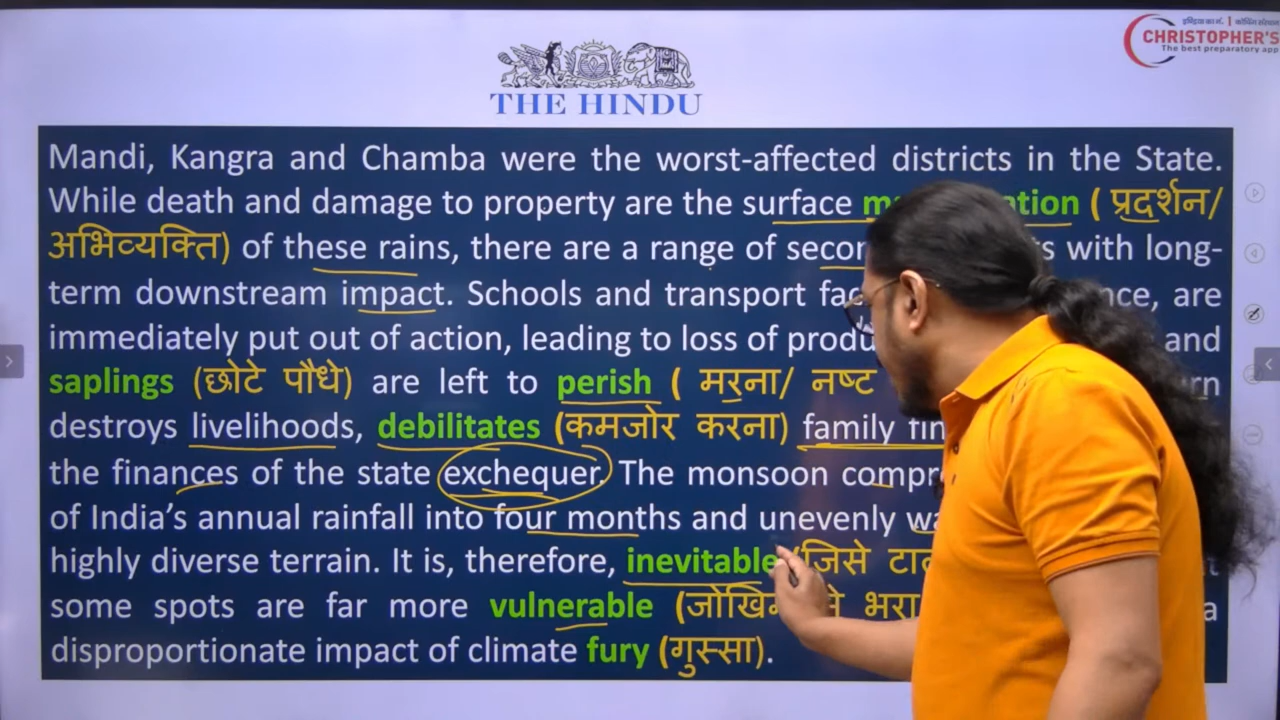 CHRISTOPHER'S
The best preparatory app
THE HINDU
Mandi, Kangra and Chamba were the worst-affected districts in the State.
While death and damage to property are the surface (प्रदर्शन/
अभिव्यक्ति) of these rains, there are a range of with long-
term downstream impact. Schools and transport are
immediately put out of action, leading to loss of and
saplings (छोटे पौधे) are left to perish ( मरना/ नष्ट
destroys livelihoods, debilitates (कमजोर करना) family
the finances of the state exchequer. The monsoon
of India's annual rainfall into four months and unevenly
highly diverse terrain. It is, therefore, inevitable (जिसे
some spots are far more vulnerable a
disproportionate impact of climate fury (गुस्सा).